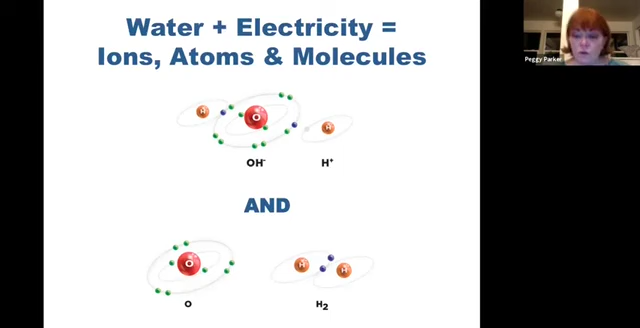 Water + Electricity =
Ions, Atoms & Molecules
Peggy Parker
H O H
OH⁻ H⁺
AND
O H H
O H₂